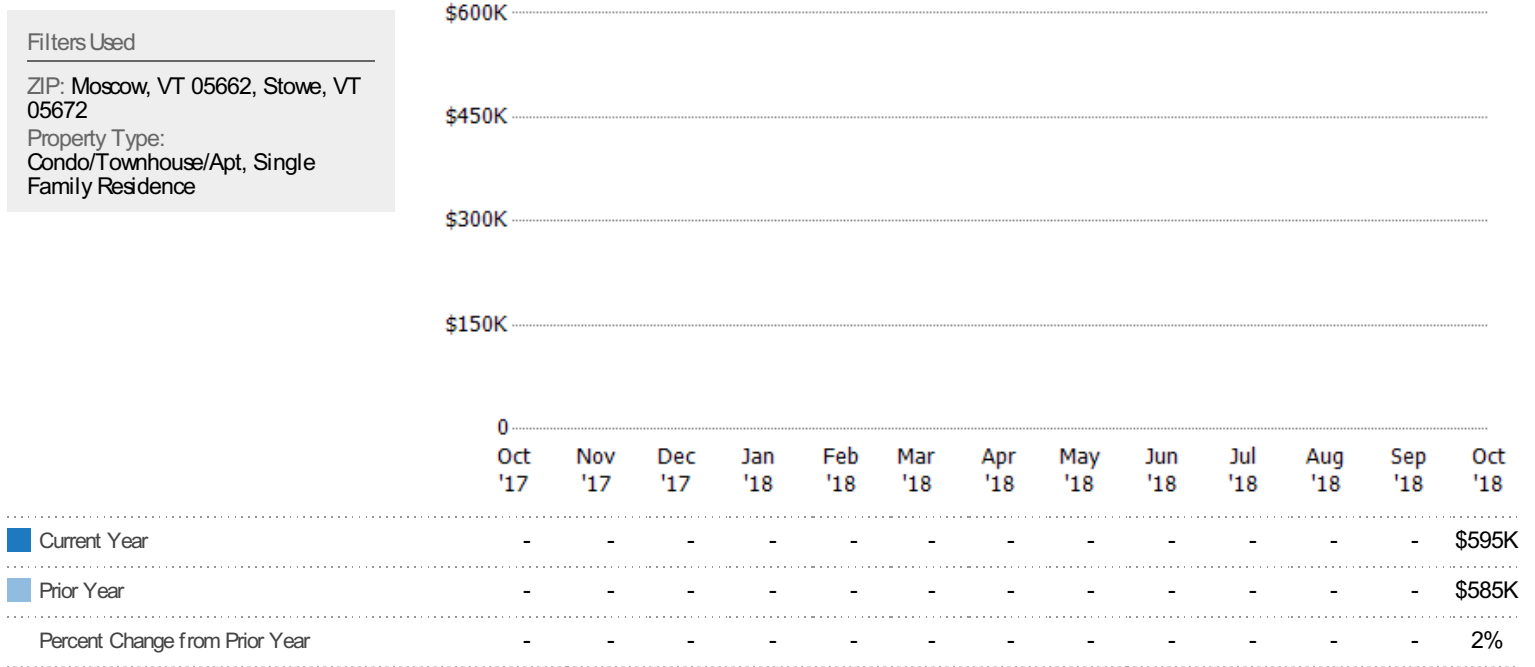 Filters Used
ZIP: Moscow, VT 05662, Stowe, VT
05672
Property Type:
Condo/Townhouse/Apt, Single
Family Residence
$600K
$450K
$300K
$150K
0
Oct Nov Dec Jan Feb Mar Apr May Jun Jul Aug Sep Oct
'17 '17 '17 '18 '18 '18 '18 '18 '18 '18 '18 '18 '18
Current Year - - - - - - - - - - - - $595K
Prior Year - - - - - - - - - - - - $585K
Percent Change from Prior Year - - - - - - - - - - - - 2%